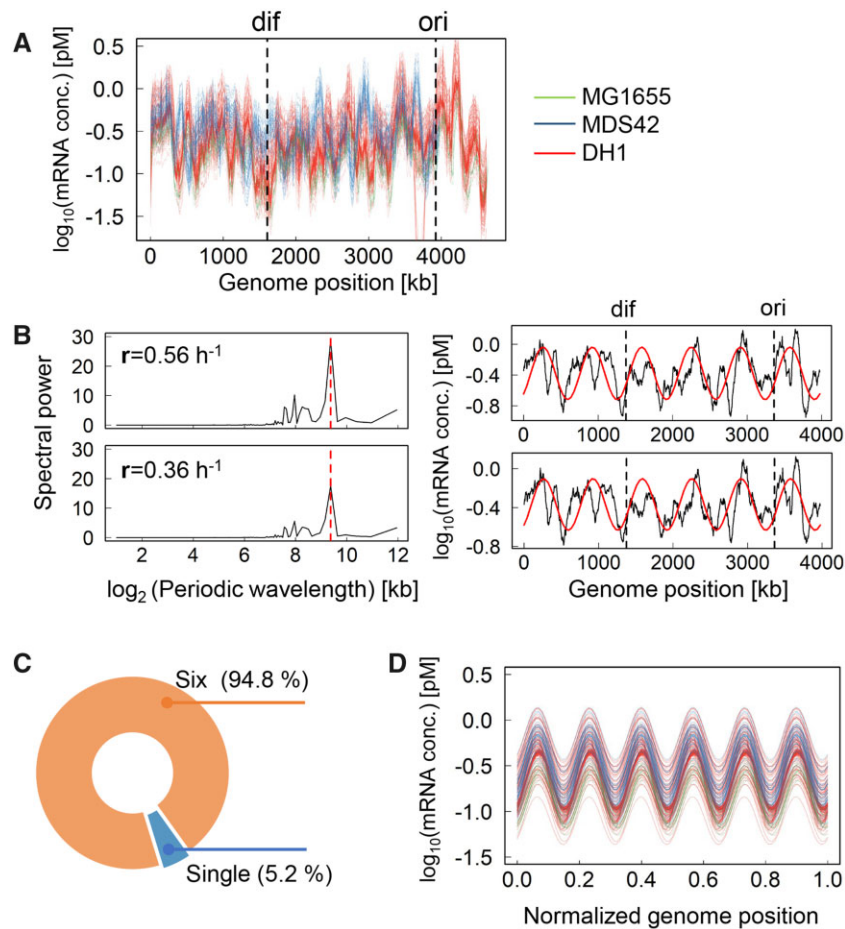 A
dif
ori
log10(mRNA conc.) [pM]
0.5
0.0
-0.5
-1.0
-1.5
0 1000 2000 3000 4000
Genome position [kb]
MG1655
MDS42
DH1
B
Spectral power
30
20
10
0
r=0.56 h-1
30
20
10
0
r=0.36 h-1
2 4 6 8 10 12
log2 (Periodic wavelength) [kb]
dif
ori
log10(mRNA conc.) [pM]
0.0
-0.4
-0.8
0 1000 2000 3000 4000
0.0
-0.4
-0.8
0 1000 2000 3000 4000
Genome position [kb]
C
Six (94.8 %)
Single (5.2 %)
D
log10(mRNA conc.) [pM]
0.5
0.0
-0.5
-1.0
-1.5
0.0 0.2 0.4 0.6 0.8 1.0
Normalized genome position